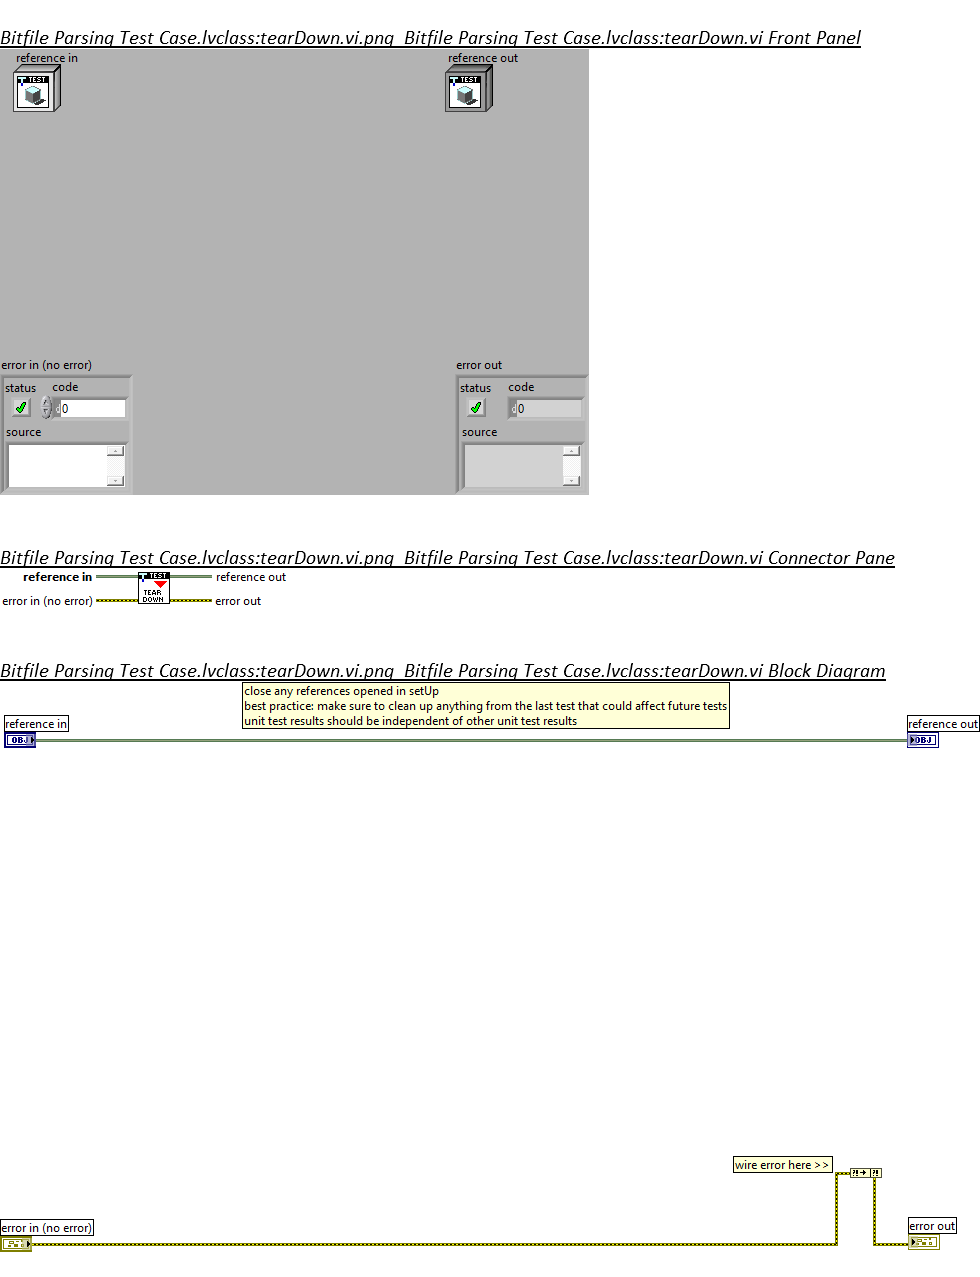 Bitfile Parsing Test Case.lvclass:tearDown.vi.png  Bitfile Parsing Test Case.lvclass:tearDown.vi Front Panel
reference in
reference out
TEST
TEST
error in (no error)
error out
status
code
status
code
d
0
d
0
source
source
Bitfile Parsing Test Case.lvclass:tearDown.vi.png  Bitfile Parsing Test Case.lvclass:tearDown.vi Connector Pane
reference in
TEST
reference out
TEAR
DOWN
error in (no error)
error out
Bitfile Parsing Test Case.lvclass:tearDown.vi.png  Bitfile Parsing Test Case.lvclass:tearDown.vi Block Diagram
close any references opened in setUp
best practice: make sure to clean up anything from the last test that could affect future tests
unit test results should be independent of other unit test results
reference in
reference out
OBJ
OBJ
wire error here >>
?!
?!
error in (no error)
error out